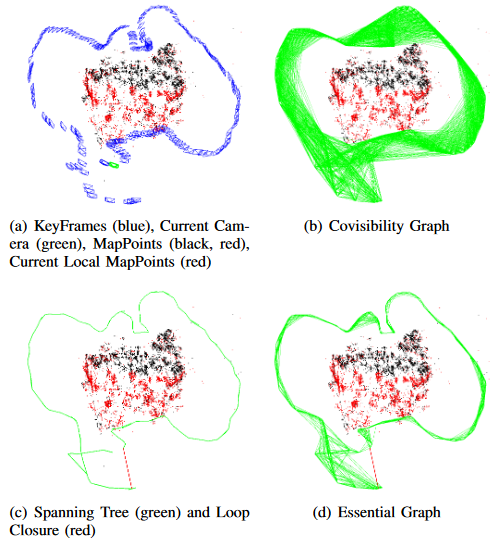 (a) KeyFrames (blue), Current Cam-
era (green), MapPoints (black, red),
Current Local MapPoints (red)
(b) Covisibility Graph
(c) Spanning Tree (green) and Loop
Closure (red)
(d) Essential Graph